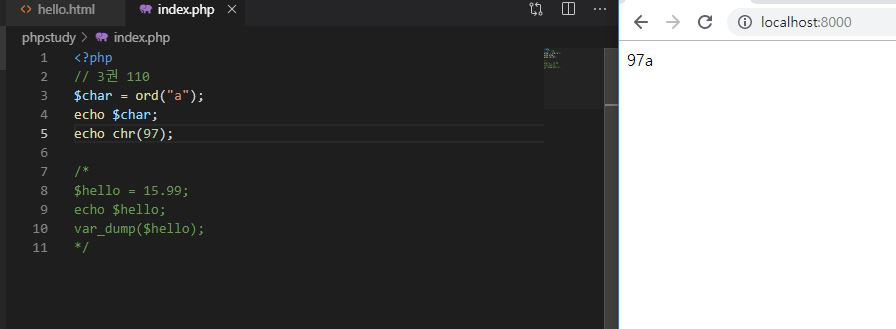 hello.html index.php
phpstudy > index.php
1 <?php
2 // 3권 110
3 $char = ord("a");
4 echo $char;
5 echo chr(97);
6
7 /*
8 $hello = 15.99;
9 echo $hello;
10 var_dump($hello);
11 */
localhost:8000
97a